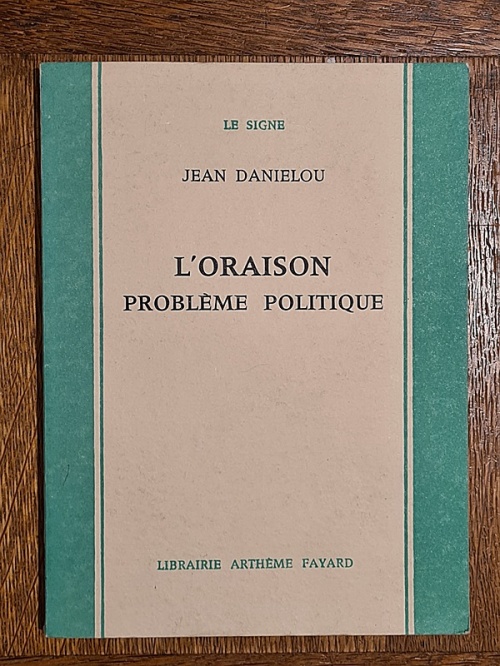 LE SIGNE
JEAN DANIELOU
L'ORAISON
PROBLÈME POLITIQUE
LIBRAIRIE ARTHÈME FAYARD